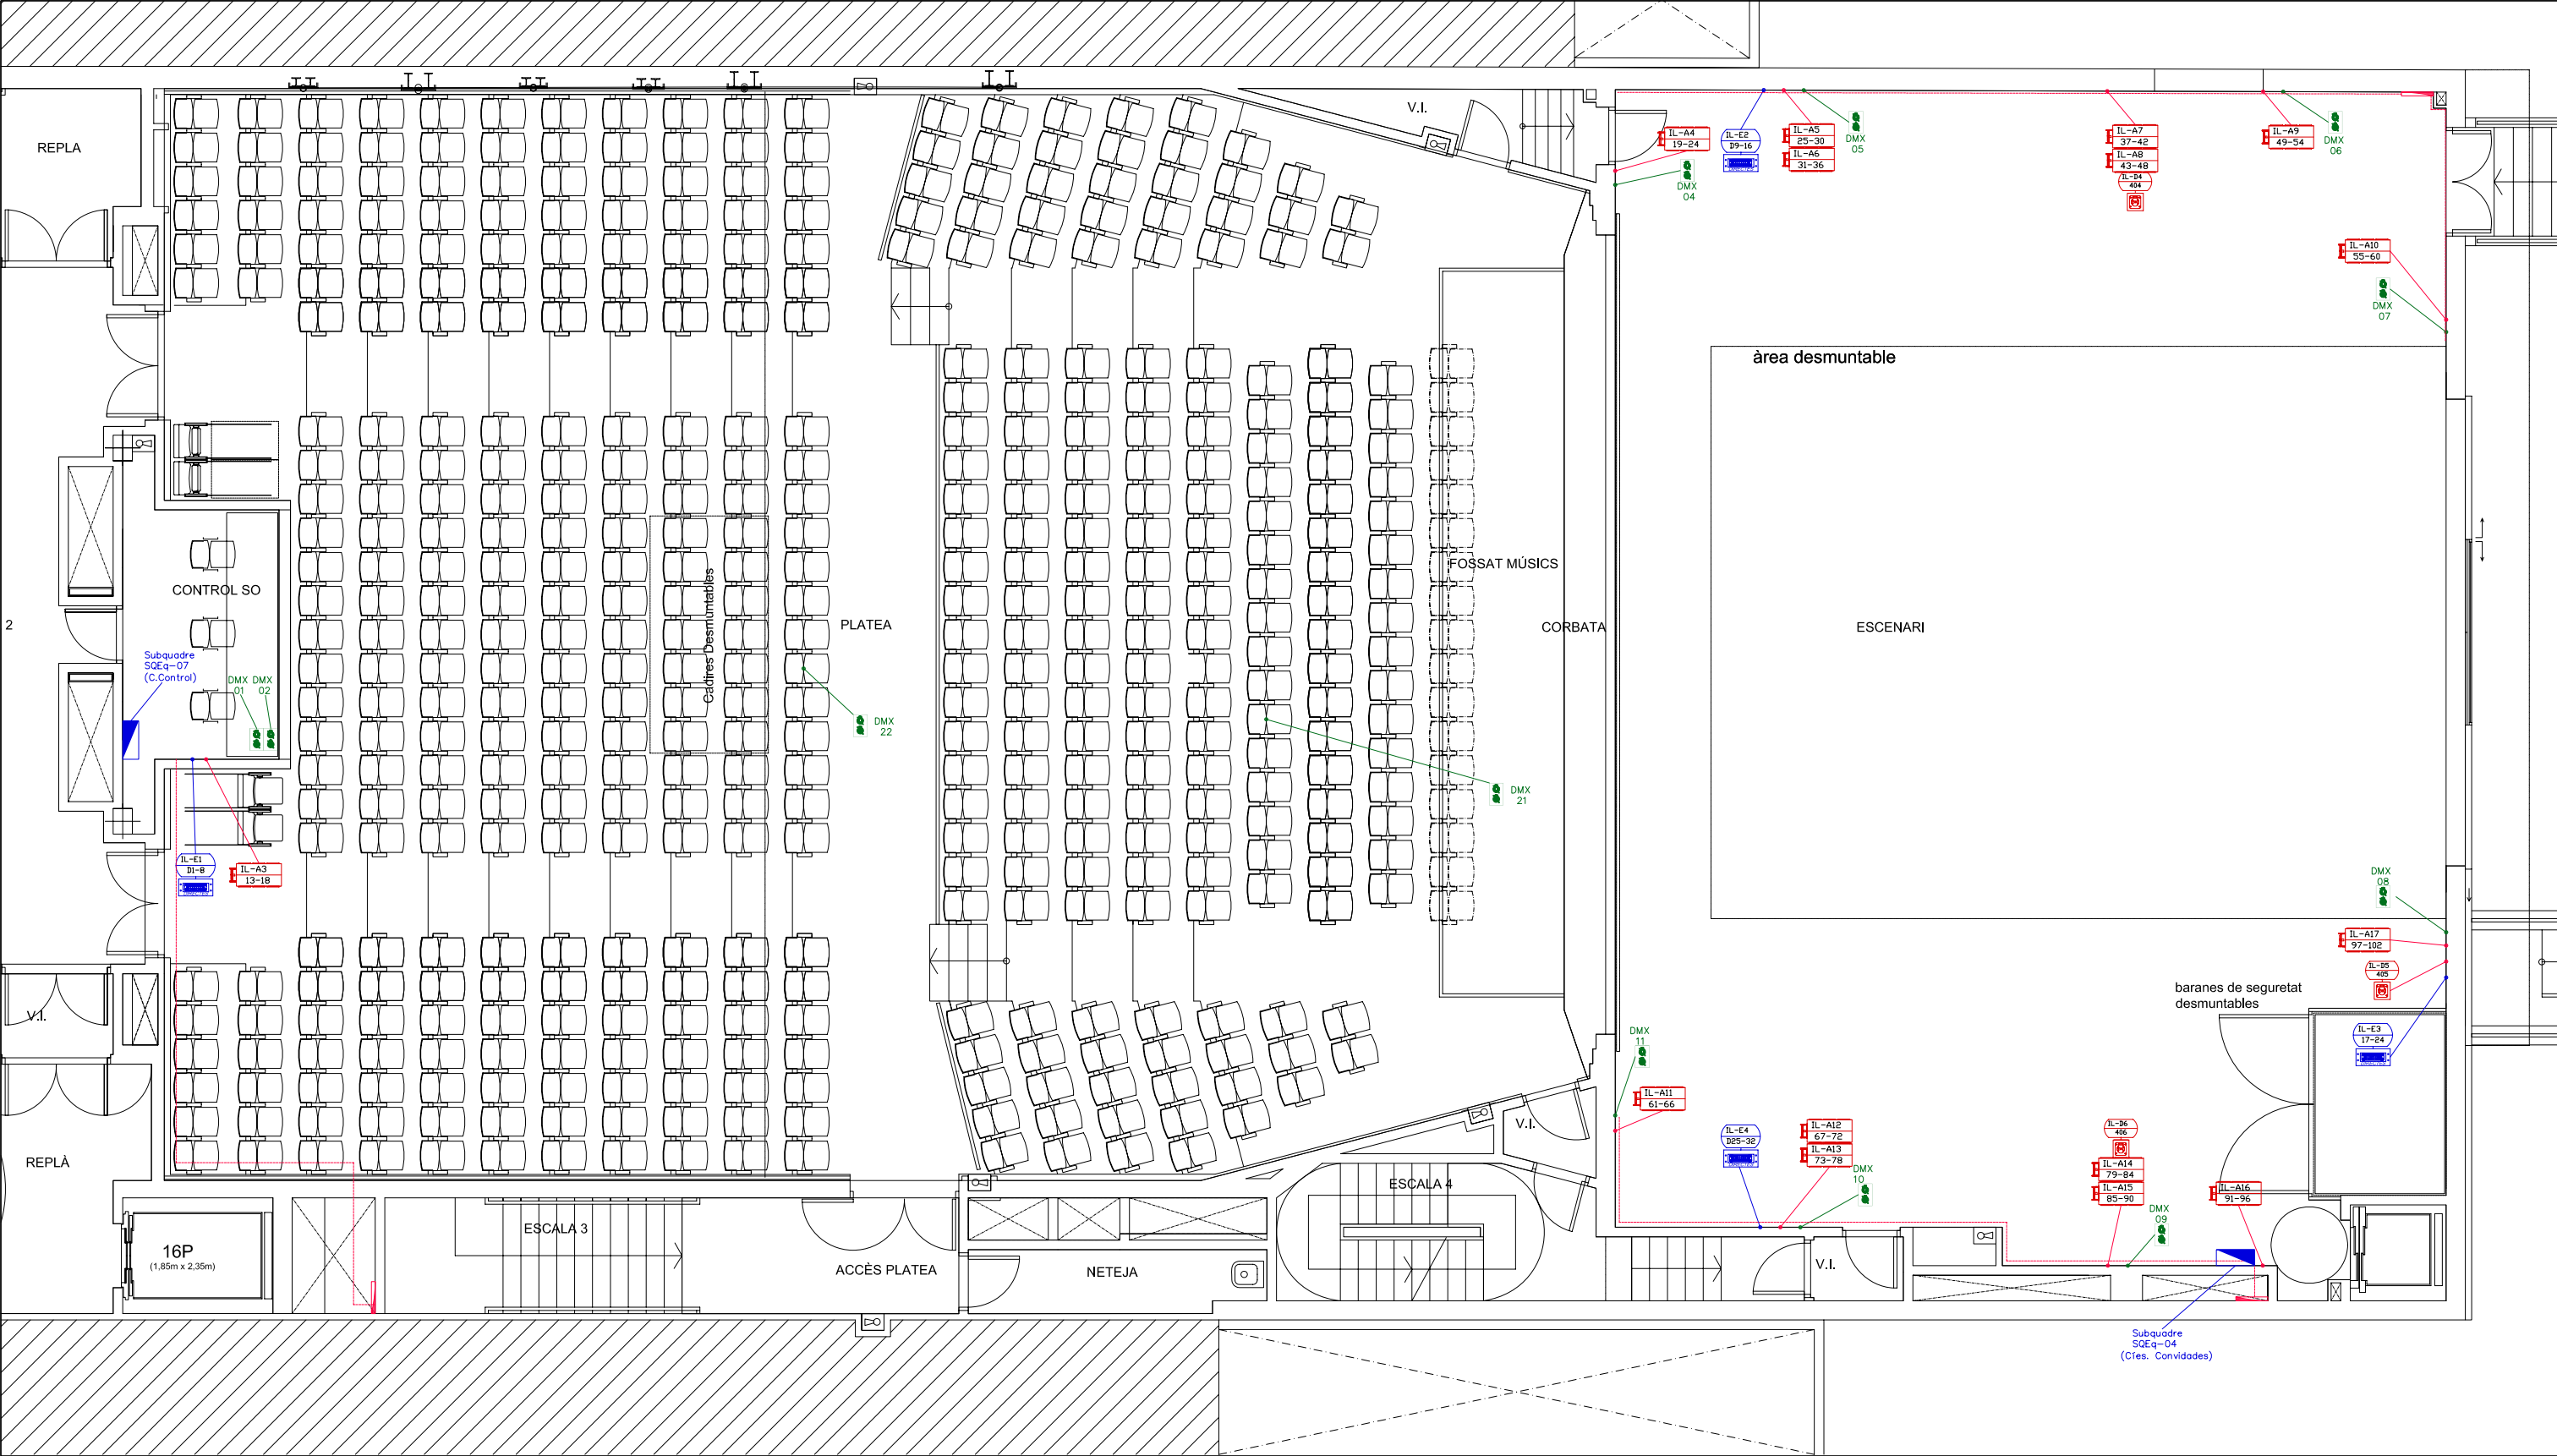 REPLA
V.I.
IL-A4
19-24
DMX
04
IL-E2
D9-16
IL-A5
25-30
IL-A6
31-36
DMX
05
IL-A7
37-42
IL-A8
43-48
IL-D4
404
IL-A9
49-54
DMX
06
IL-A10
55-60
DMX
07
àrea desmuntable
CONTROL SO
2
Subquadre
SQEq-07
(C.Control)
DMX
01
DMX
02
Cadires Desmuntables
PLATEA
DMX
22
FOSSAT MÚSICS
CORBATA
ESCENARI
DMX
21
IL-E1
D1-8
IL-A3
13-18
DMX
08
IL-A17
97-102
IL-D5
405
baranes de seguretat
desmuntables
IL-E3
17-24
V.I.
DMX
11
IL-A11
61-66
IL-E4
D25-32
IL-A12
67-72
IL-A13
73-78
DMX
10
IL-D6
406
IL-A14
79-84
IL-A15
85-90
IL-A16
91-96
DMX
09
V.I.
REPLÀ
ESCALA 4
ESCALA 3
16P
(1,85m x 2,35m)
ACCÈS PLATEA
NETEJA
V.I.
Subquadre
SQEq-04
(Cíes. Convidades)